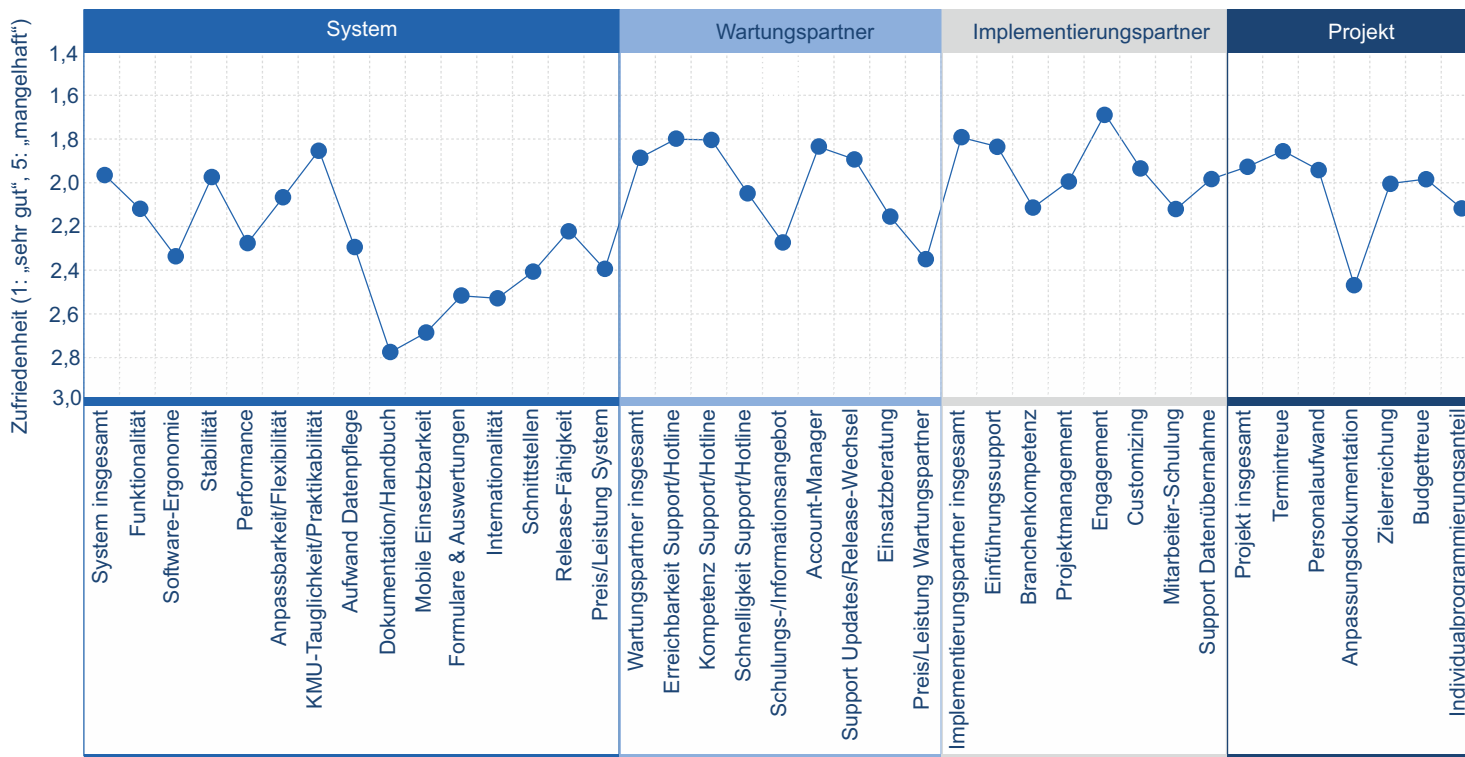 System
Wartungspartner
Implementierungspartner
Projekt
Zufriedenheit (1: „sehr gut“, 5: „mangelhaft“)
1,4
1,6
1,8
2,0
2,2
2,4
2,6
2,8
3,0
System insgesamt
Funktionalität
Software-Ergonomie
Stabilität
Performance
Anpassbarkeit/Flexibilität
KMU-Tauglichkeit/Praktikabilität
Aufwand Datenpflege
Dokumentation/Handbuch
Mobile Einsetzbarkeit
Formulare & Auswertungen
Internationalität
Schnittstellen
Release-Fähigkeit
Preis/Leistung System
Wartungspartner insgesamt
Erreichbarkeit Support/Hotline
Kompetenz Support/Hotline
Schnelligkeit Support/Hotline
Schulungs-/Informationsangebot
Account-Manager
Support Updates/Release-Wechsel
Einsatzberatung
Preis/Leistung Wartungspartner
Implementierungspartner insgesamt
Einführungssupport
Branchenkompetenz
Projektmanagement
Engagement
Customizing
Mitarbeiter-Schulung
Support Datenübernahme
Projekt insgesamt
Termintreue
Personalaufwand
Anpassungsdokumentation
Zielerreichung
Budgettreue
Individualprogrammierungsanteil